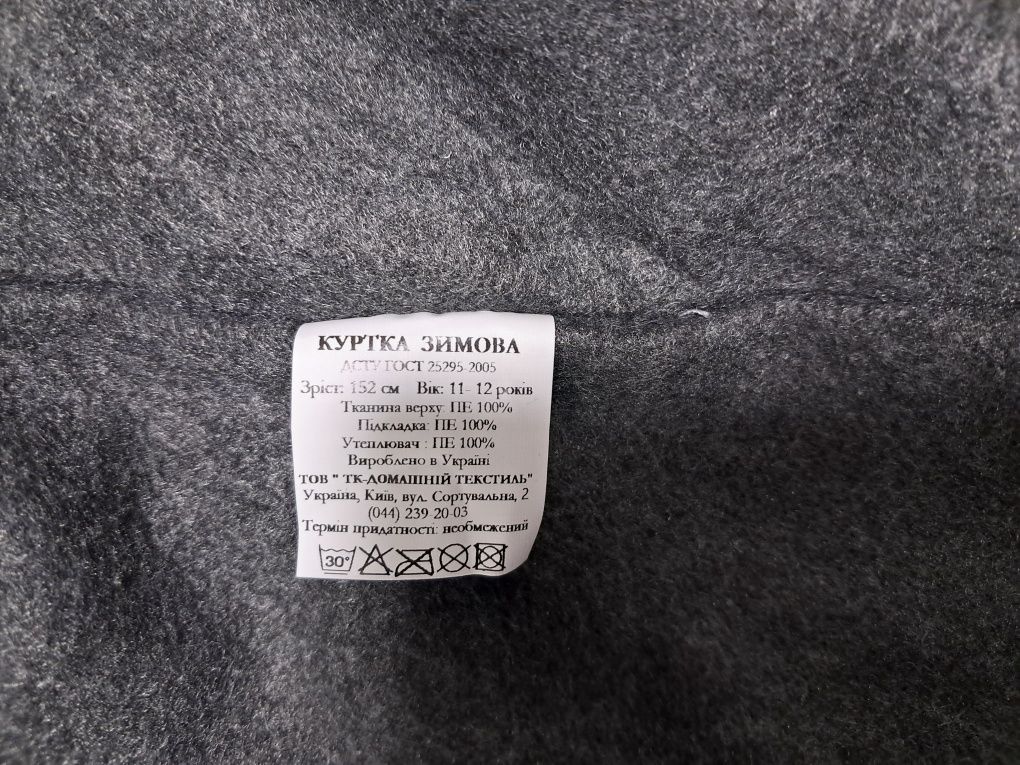 КУРТКА ЗИМОВА
ДСТУ ГОСТ 25295-2005
Зріст: 152 см Вік: 11- 12 років
Тканина верху: ПЕ 100%
Підкладка: ПЕ 100%
Утеплювач : ПЕ 100%
Вироблено в Україні
ТОВ " ТК-ДОМАШНІЙ ТЕКСТИЛЬ"
Україна, Київ, вул. Сортувальна, 2
(044) 239-20-03
Термін придатності: необмежений
30°